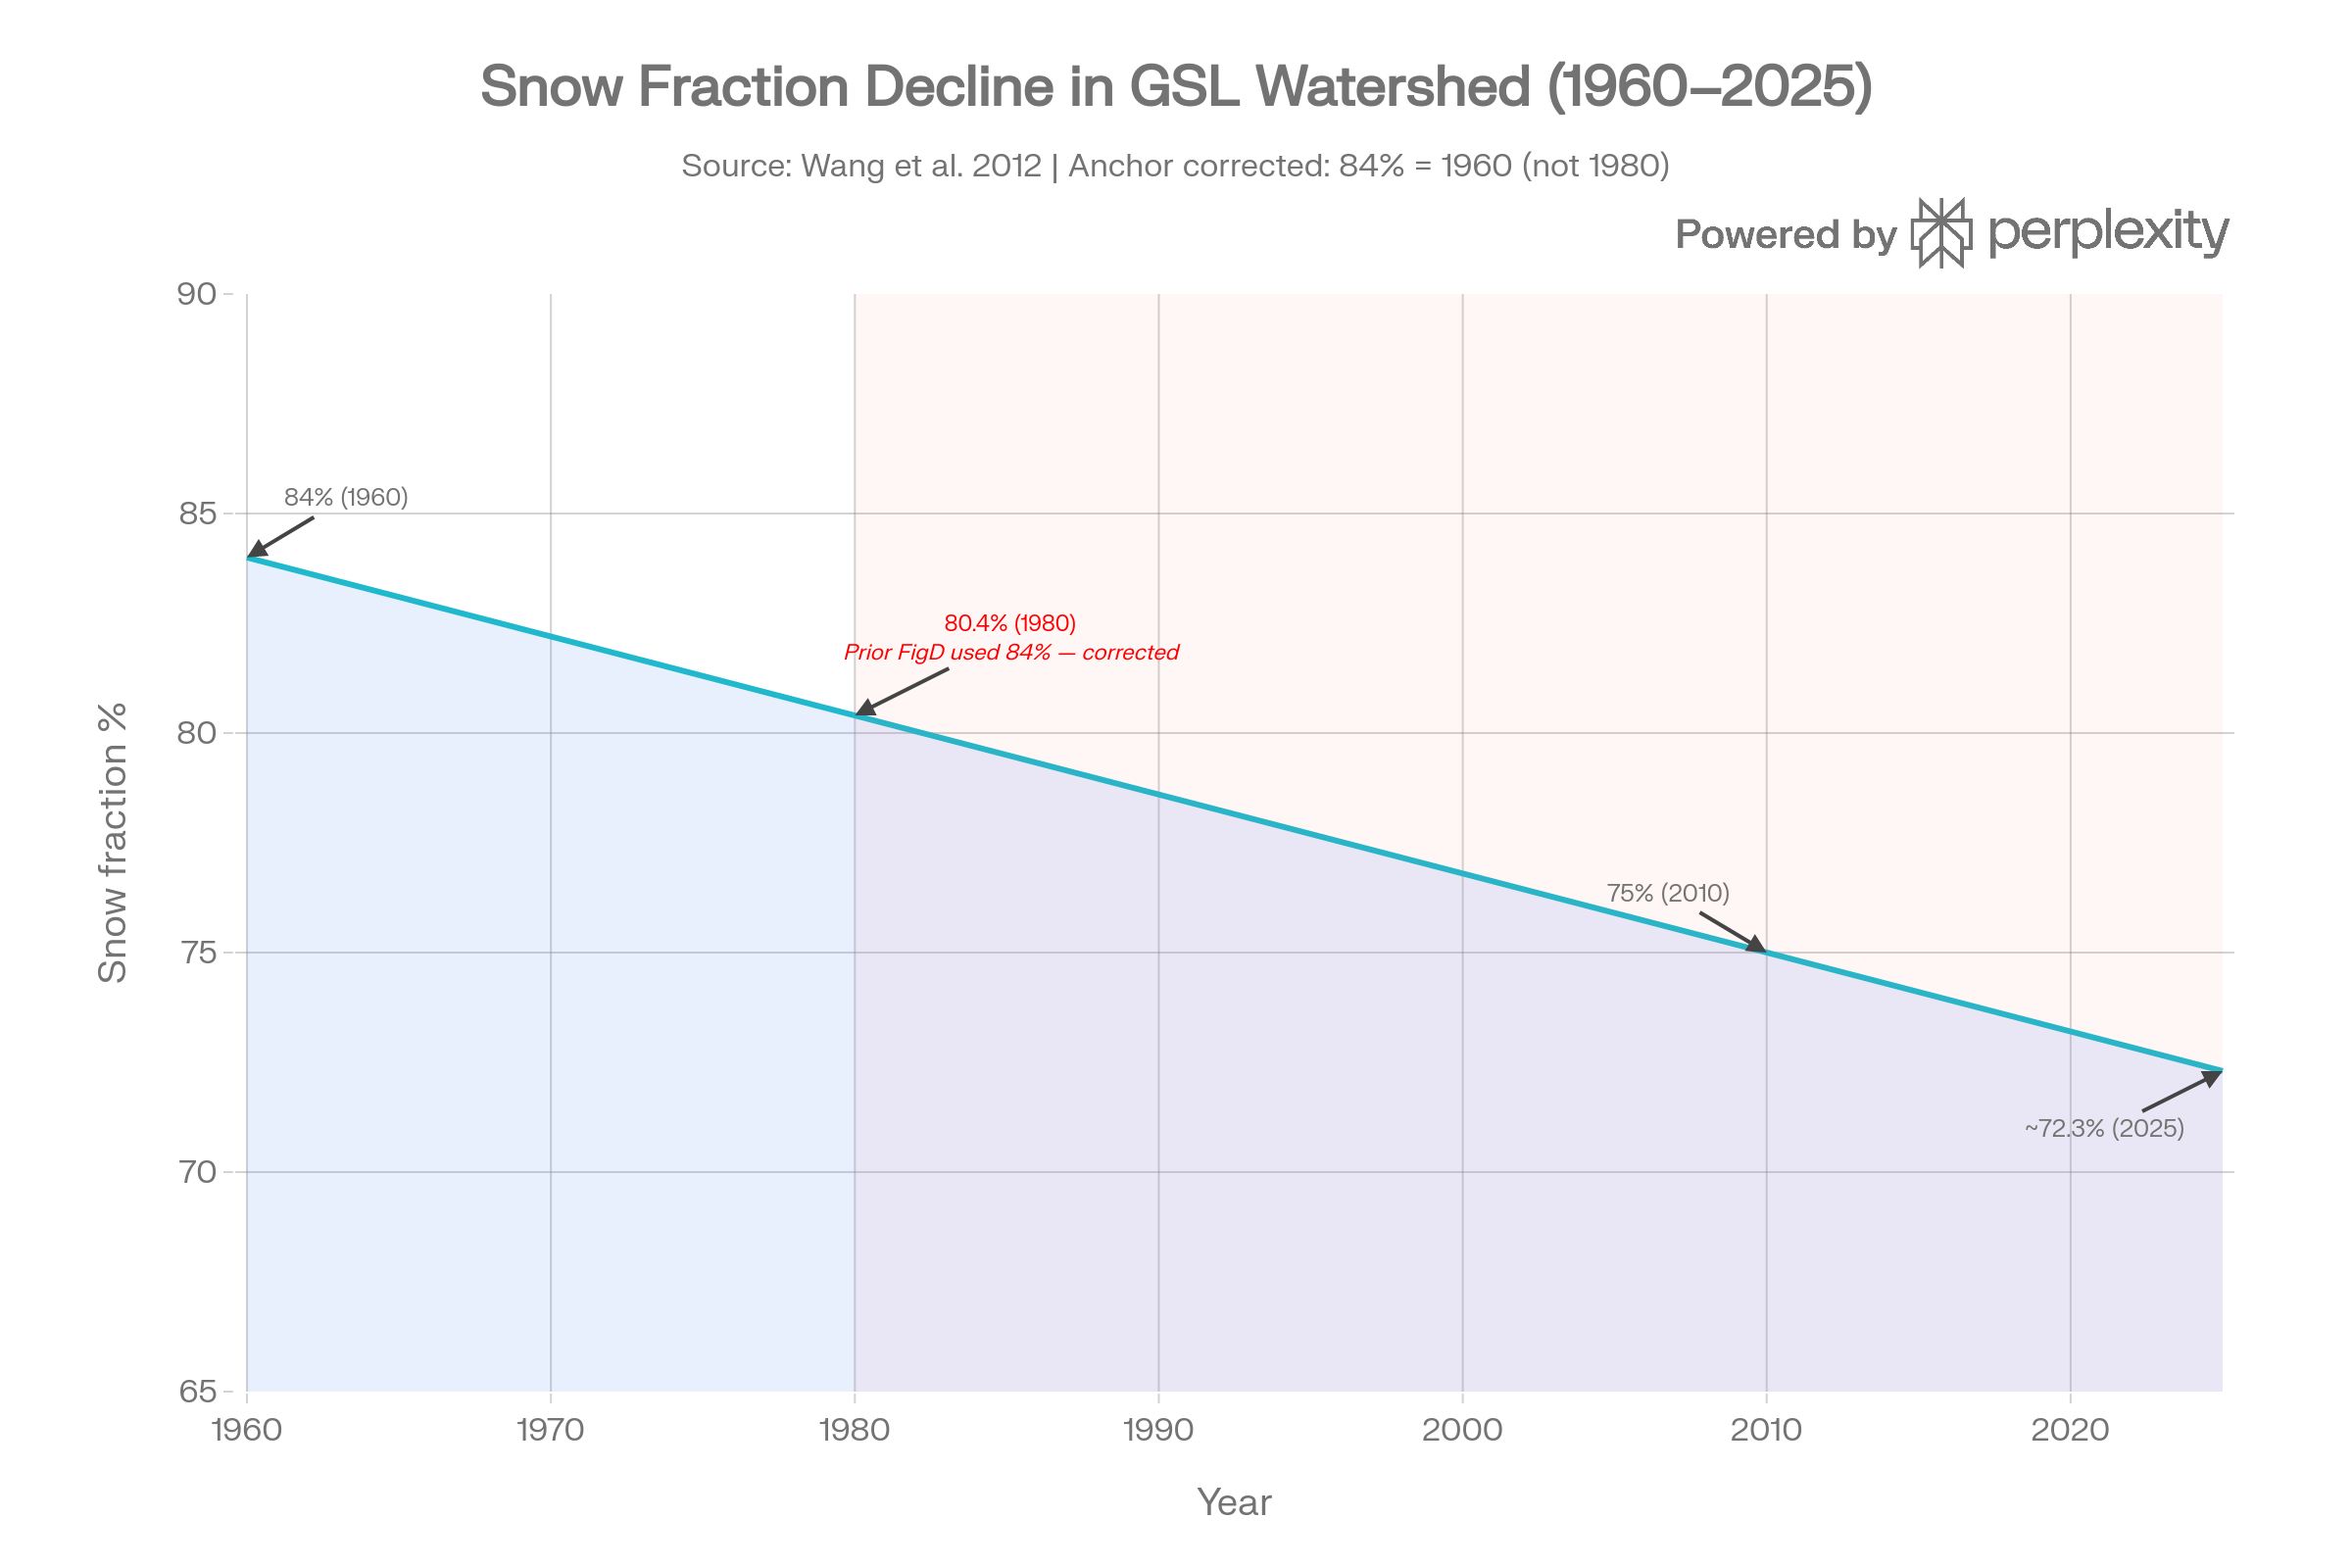 Snow Fraction Decline in GSL Watershed (1960–2025)
Source: Wang et al. 2012 | Anchor corrected: 84% = 1960 (not 1980)
Powered by perplexity
90
85
80
75
70
65
Snow fraction %
84% (1960)
80.4% (1980)
Prior FigD used 84% — corrected
75% (2010)
~72.3% (2025)
1960 1970 1980 1990 2000 2010 2020
Year